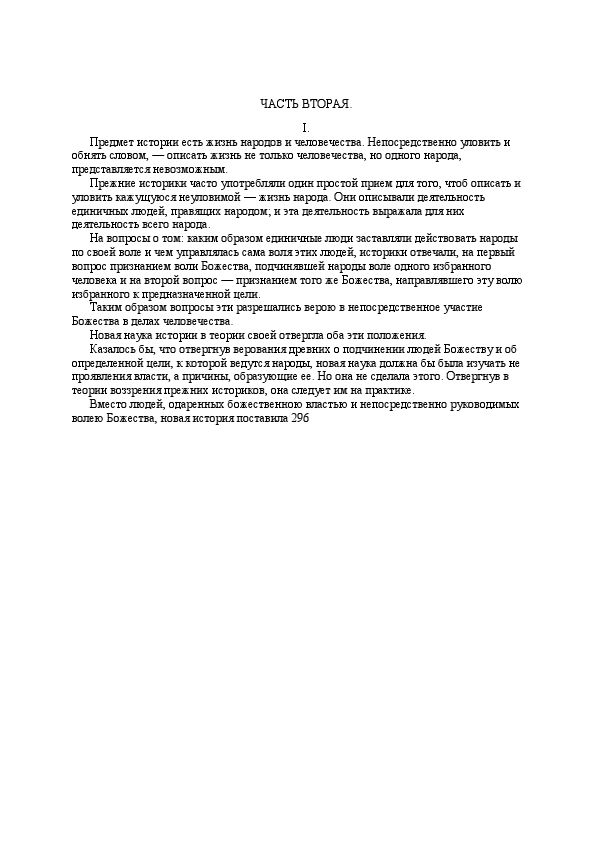 ЧАСТЬ ВТОРАЯ.
I.
Предмет истории есть жизнь народов и человечества. Непосредственно уловить и
обнять словом, — описать жизнь не только человечества, но одного народа,
представляется невозможным.
Прежние историки часто употребляли один простой прием для того, чтоб описать и
уловить кажущуюся неуловимой — жизнь народа. Они описывали деятельность
единичных людей, правящих народом; и эта деятельность выражала для них
деятельность всего народа.
На вопросы о том: каким образом единичные люди заставляли действовать народы
по своей воле и чем управлялась сама воля этих людей, историки отвечали, на первый
вопрос признанием воли Божества, подчинявшей народы воле одного избранного
человека и на второй вопрос — признанием того же Божества, направлявшего эту волю
избранного к предназначенной цели.
Таким образом вопросы эти разрешались верою в непосредственное участие
Божества в делах человечества.
Новая наука истории в теории своей отвергла оба эти положения.
Казалось бы, что отвергнув верования древних о подчинении людей Божеству и об
определенной цели, к которой ведутся народы, новая наука должна бы была изучать не
проявления власти, а причины, образующие ее. Но она не сделала этого. Отвергнув в
теории воззрения прежних историков, она следует им на практике.
Вместо людей, одаренных божественною властью и непосредственно руководимых
волею Божества, новая история поставила 296